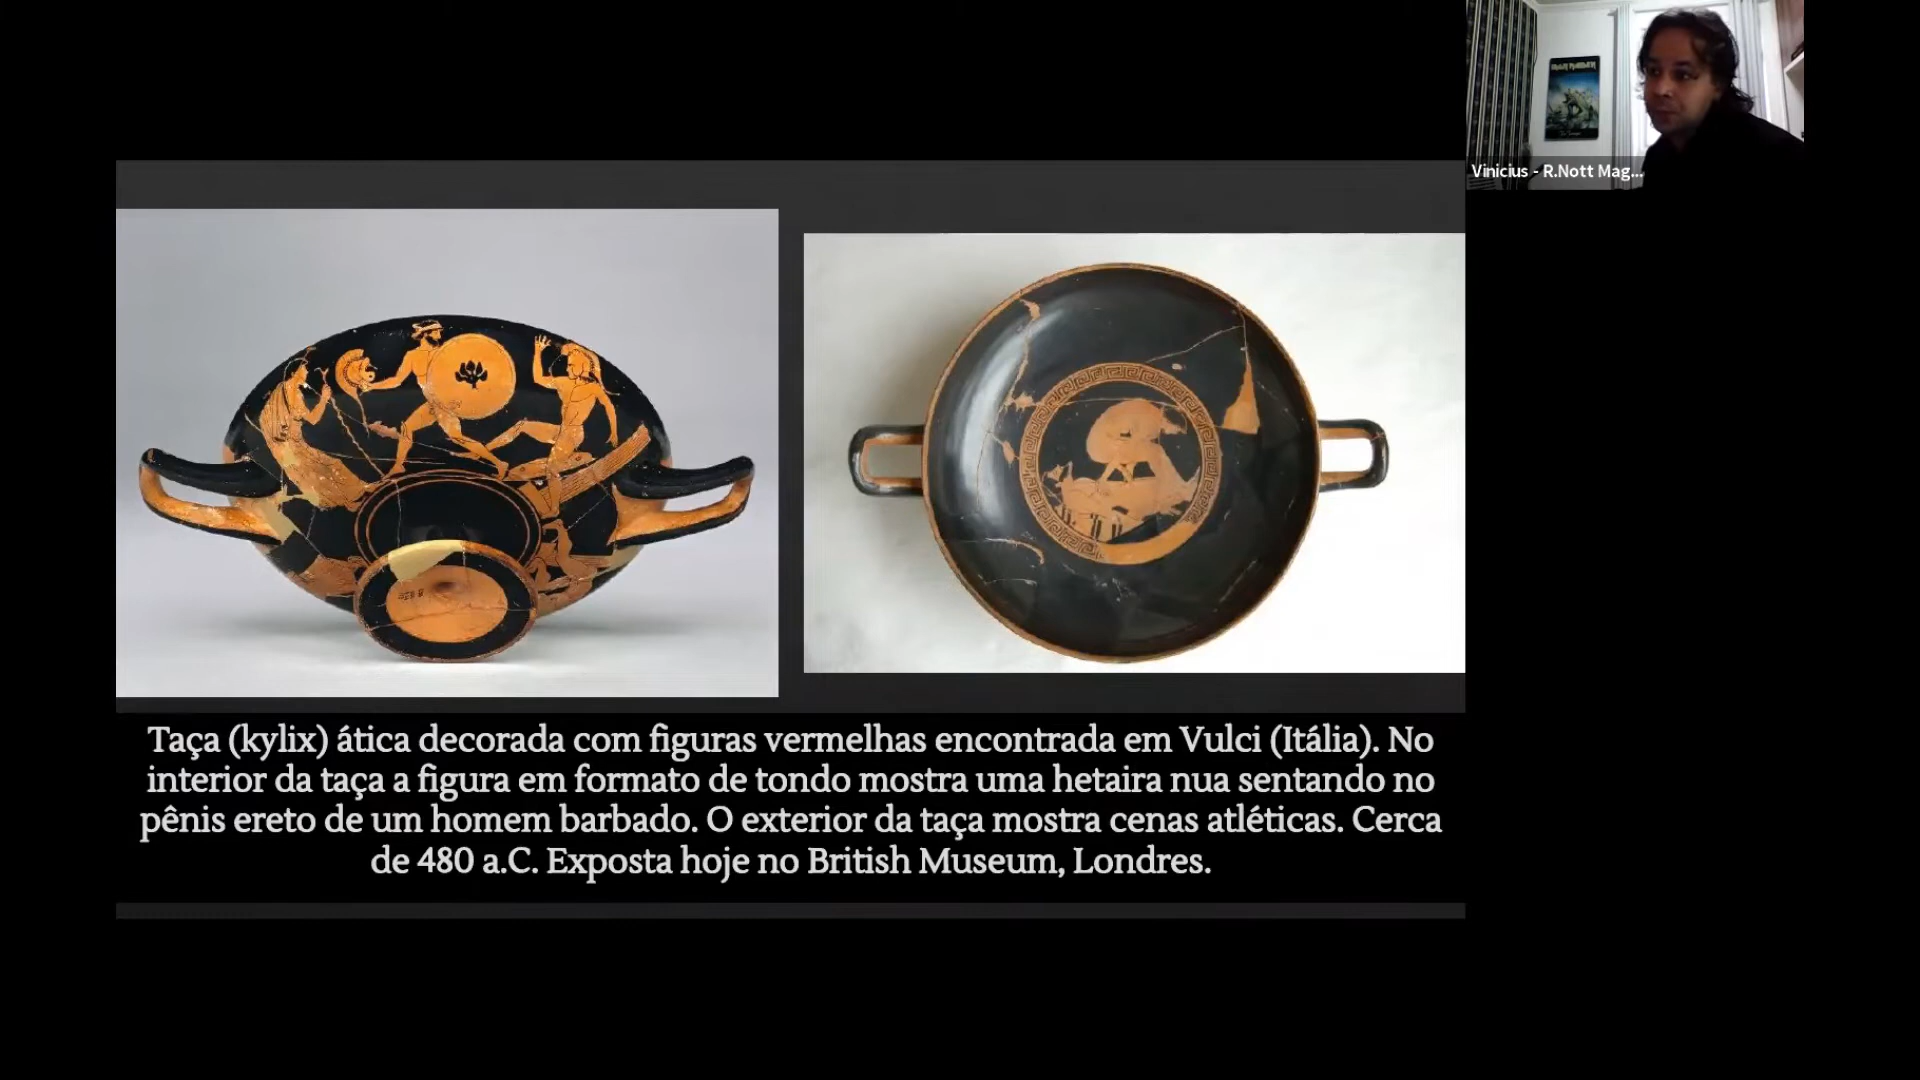 Vinicius - R.Nott Mag...
IRON MAIDEN
Taça (kylix) ática decorada com figuras vermelhas encontrada em Vulci (Itália). No
interior da taça a figura em formato de tondo mostra uma hetaira nua sentando no
pênis ereto de um homem barbado. O exterior da taça mostra cenas atléticas. Cerca
de 480 a.C. Exposta hoje no British Museum, Londres.